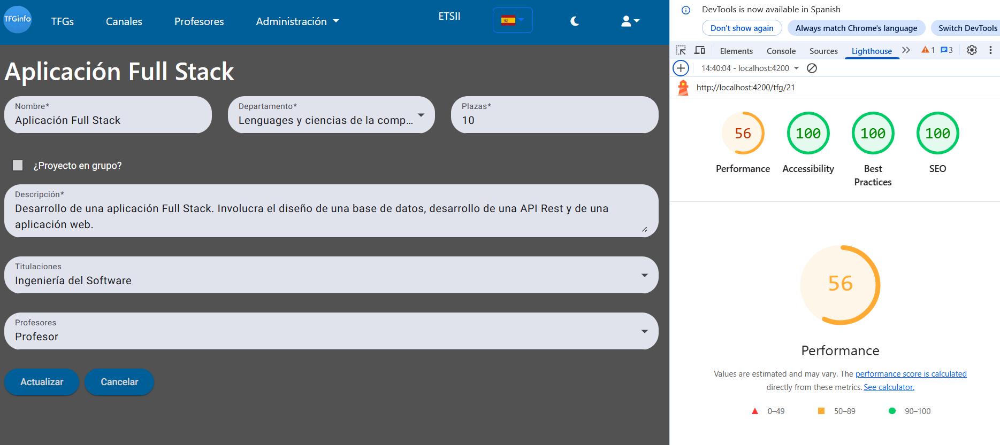 TFGinfo
TFGs
Canales
Profesores
Administración
ETSII
Aplicación Full Stack
Nombre*
Aplicación Full Stack
Departamento*
Lenguages y ciencias de la comp...
Plazas*
10
¿Proyecto en grupo?
Descripción*
Desarrollo de una aplicación Full Stack. Involucra el diseño de una base de datos, desarrollo de una API Rest y de una
aplicación web.
Titulaciones
Ingeniería del Software
Profesores
Profesor
Actualizar
Cancelar
DevTools is now available in Spanish
Don't show again
Always match Chrome's language
Switch DevTools
Elements
Console
Sources
Lighthouse
1
3
14:40:04 - localhost:4200
http://localhost:4200/tfg/21
56
100
100
100
Performance
Accessibility
Best
Practices
SEO
56
Performance
Values are estimated and may vary. The performance score is calculated
directly from these metrics. See calculator.
0–49
50–89
90–100